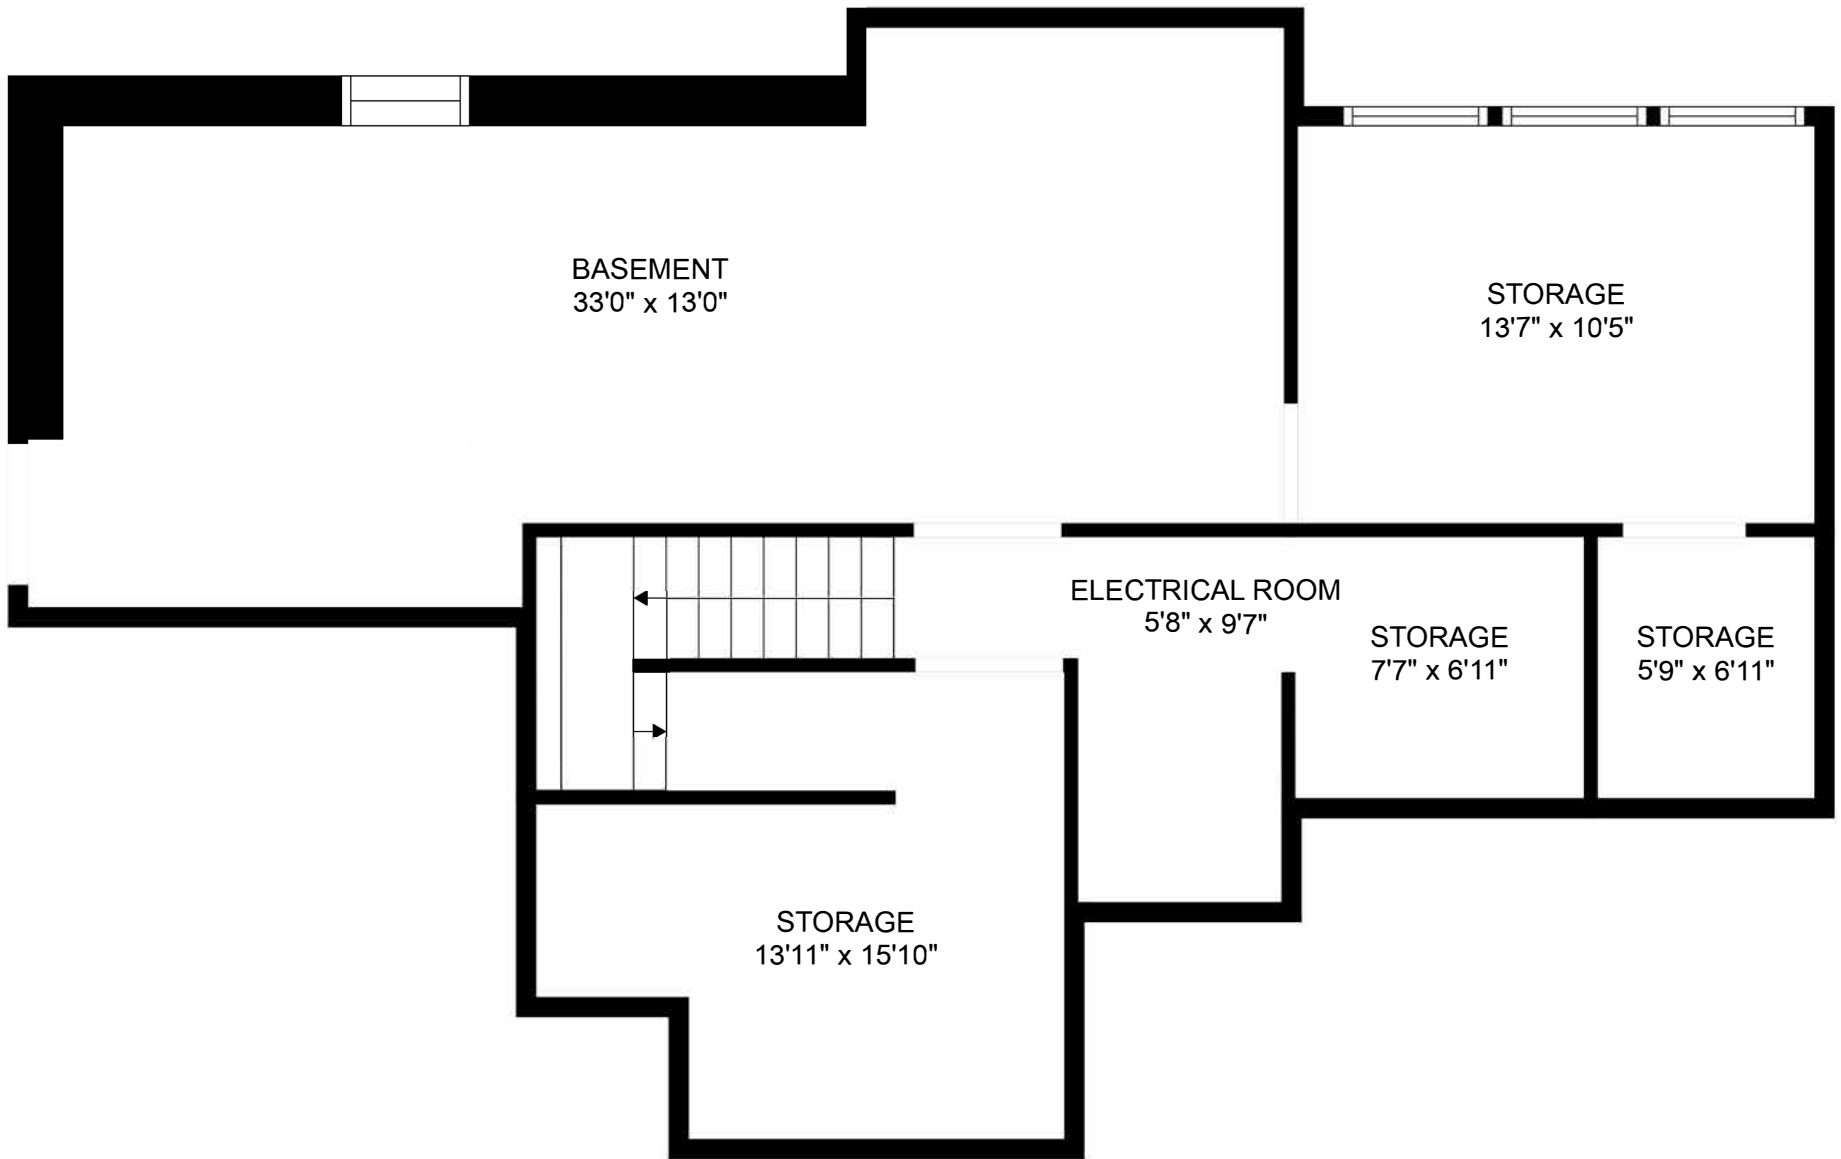 BASEMENT
33'0" x 13'0"
STORAGE
13'7" x 10'5"
ELECTRICAL ROOM
5'8" x 9'7"
STORAGE
7'7" x 6'11"
STORAGE
5'9" x 6'11"
STORAGE
13'11" x 15'10"